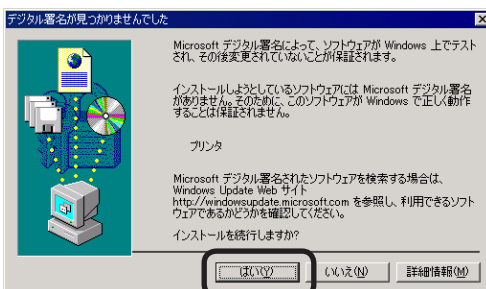 デジタル署名が見つかりませんでした
Microsoft デジタル署名によって、ソフトウェアが Windows 上でテスト
され、その後変更されていないことが保証されます。
インストールしようとしているソフトウェアには Microsoft デジタル署名
がありません。そのために、このソフトウェアが Windows で正しく動作
することは保証されません。
プリンタ
Microsoft デジタル署名されたソフトウェアを検索する場合は、
Windows Update Web サイト
http://windowsupdate.microsoft.com を参照し、利用できるソフト
ウェアであるかどうかを確認してください。
インストールを続行しますか?
はい(Y) いいえ(N) 詳細情報(M)